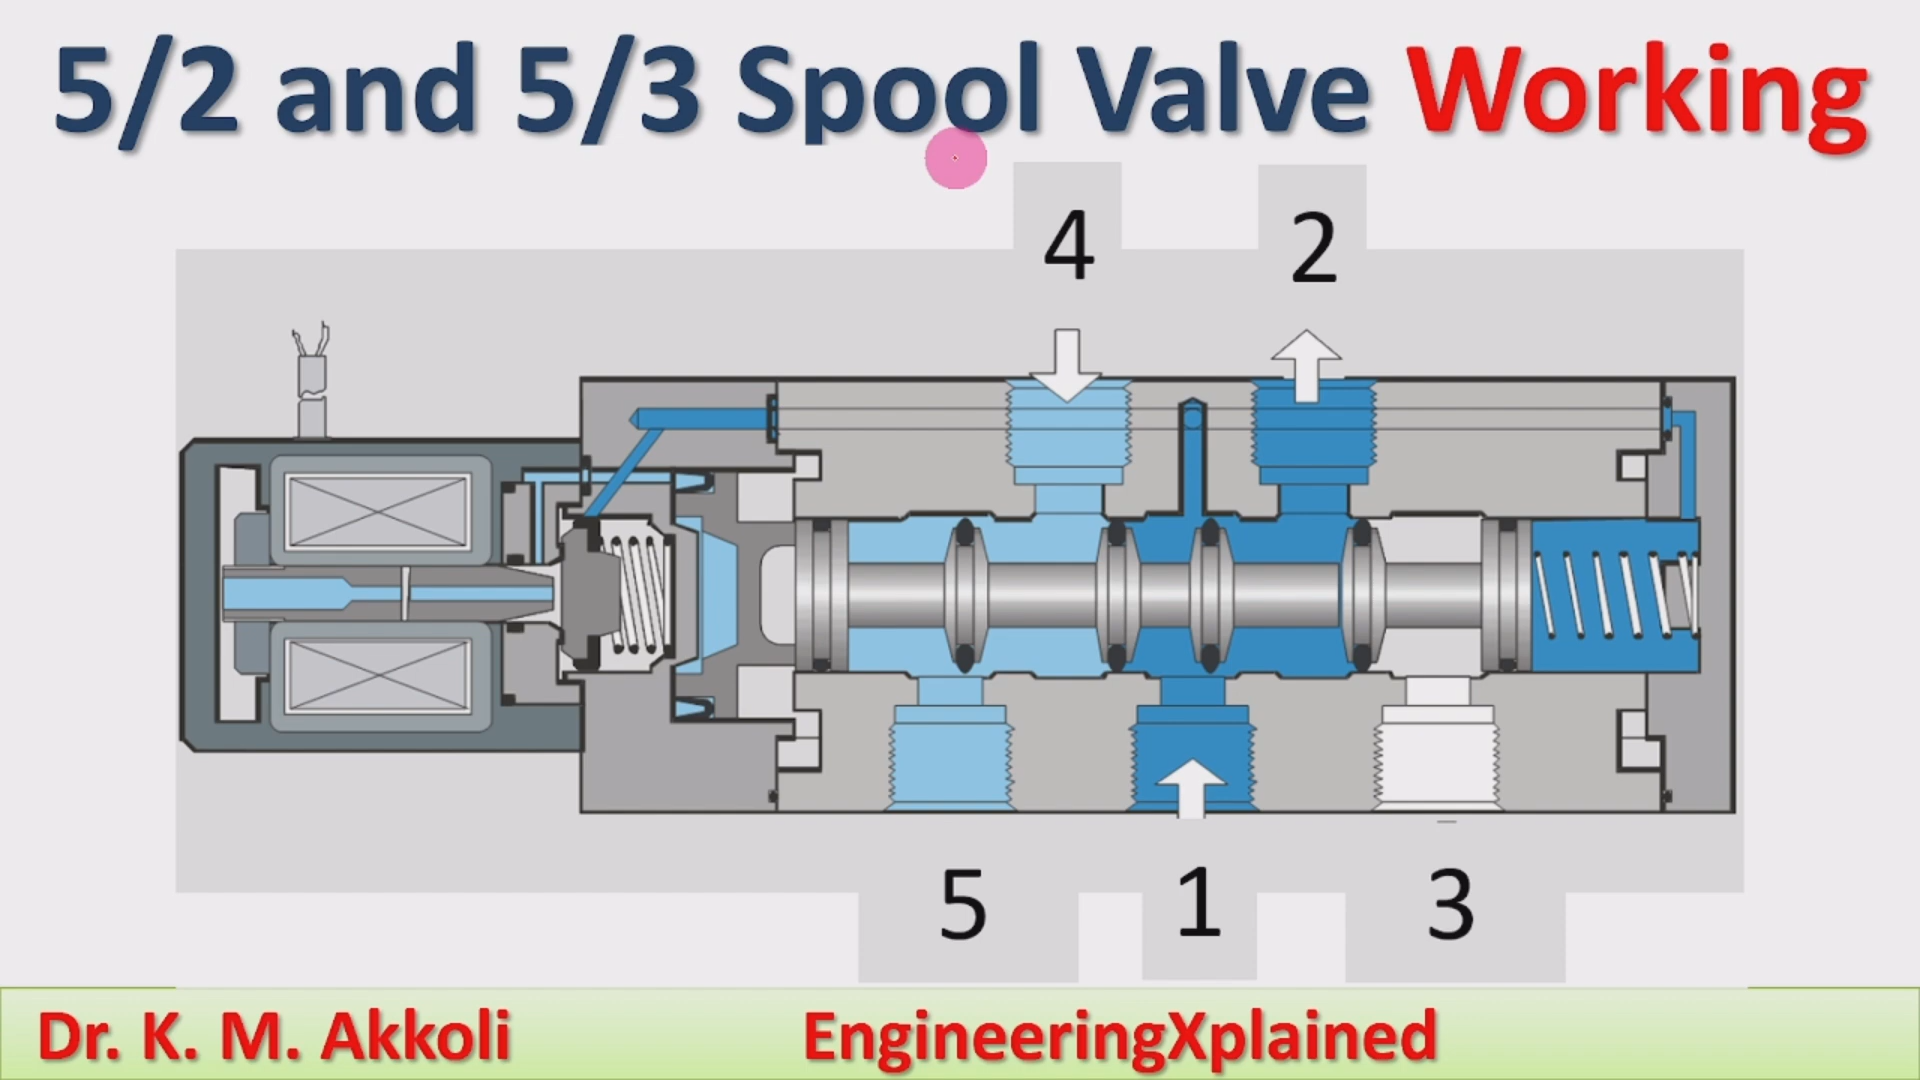 5/2 and 5/3 Spool Valve Working
4 2
5 1 3
Dr. K. M. Akkoli EngineeringXplained